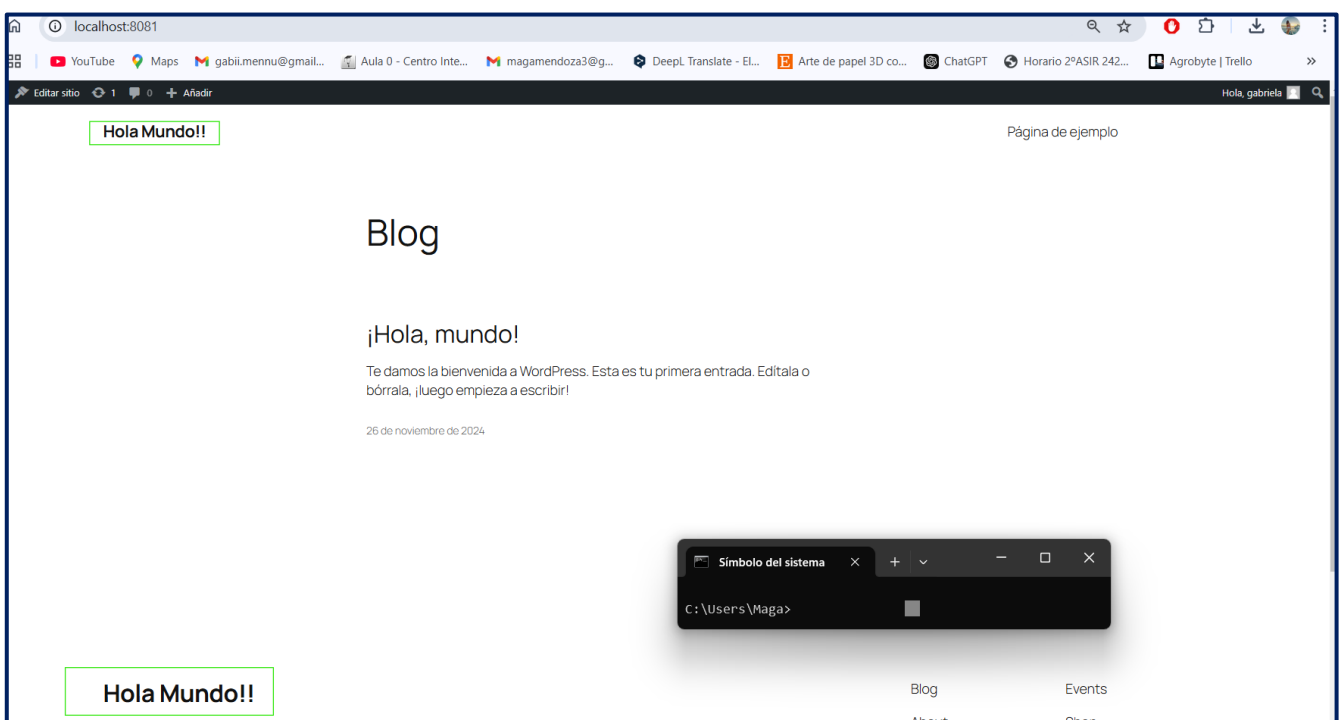 localhost:8081
YouTube Maps gabii.mennu@gmail... Aula 0 - Centro Inte... magamendoza3@g... DeepL Translate - El... Arte de papel 3D co... ChatGPT Horario 2ºASIR 242... Agrobyte | Trello »
Editar sitio 1 0 + Añadir Hola, gabriela
Hola Mundo!! Página de ejemplo
Blog
¡Hola, mundo!
Te damos la bienvenida a WordPress. Esta es tu primera entrada. Edítala o
bórrala, ¡luego empieza a escribir!
26 de noviembre de 2024
Símbolo del sistema
C:\Users\Maga>
Hola Mundo!! Blog Events
About Shop